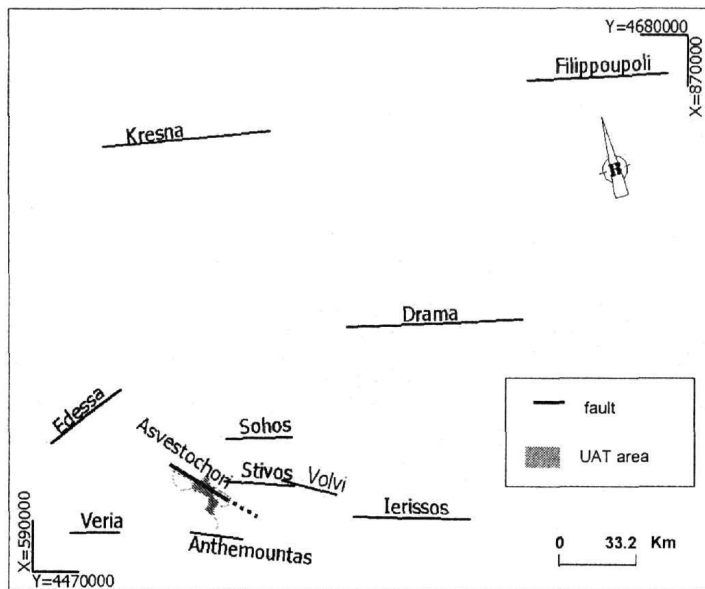 Y=4680000
X=870000
Filippoupoli
Kresna
Drama
Edessa
Asvestochori
Sohos
Stivos
Volvi
Ierissos
Veria
Anthemountas
fault
UAT area
0 33.2 Km
X=590000
Y=4470000